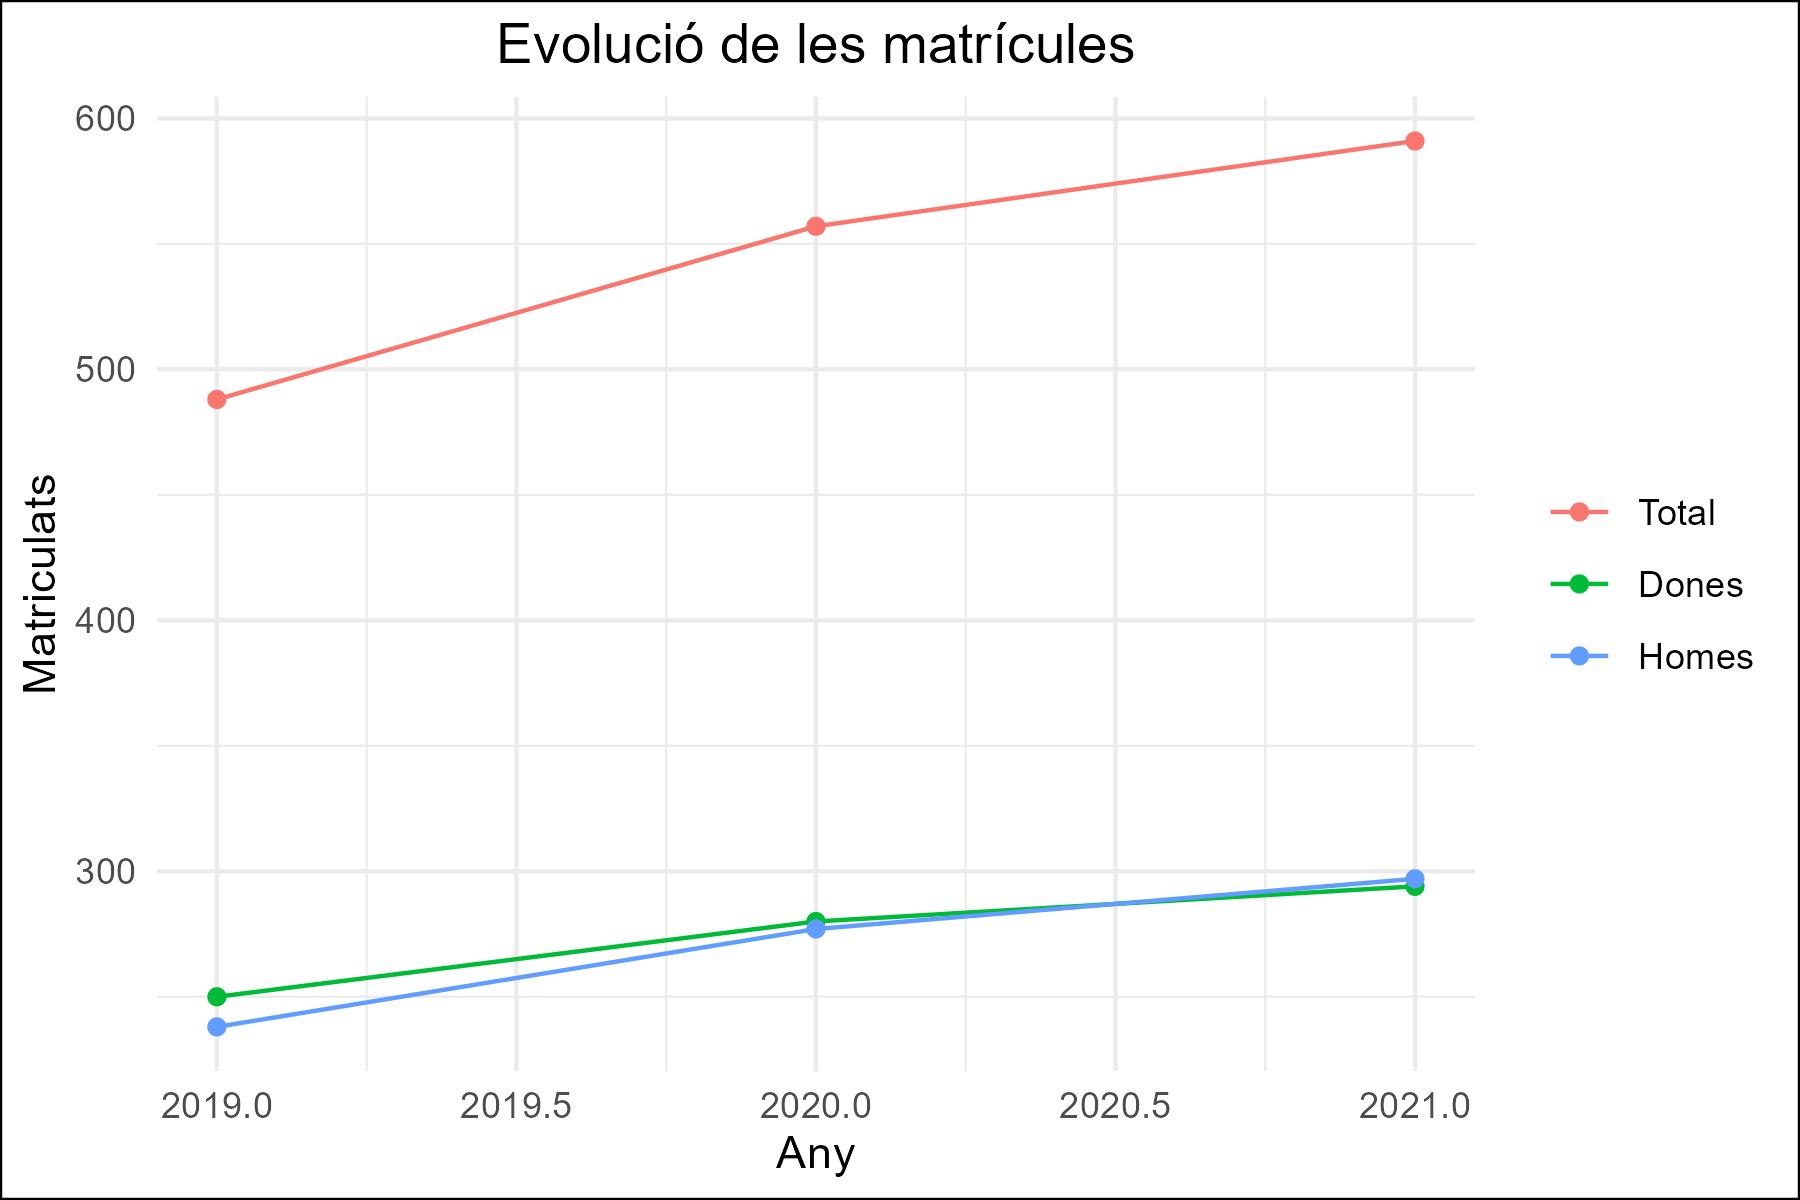 Evolució de les matrícules
600
500
400
300
Matriculats
2019.0 2019.5 2020.0 2020.5 2021.0
Any
Total
Dones
Homes